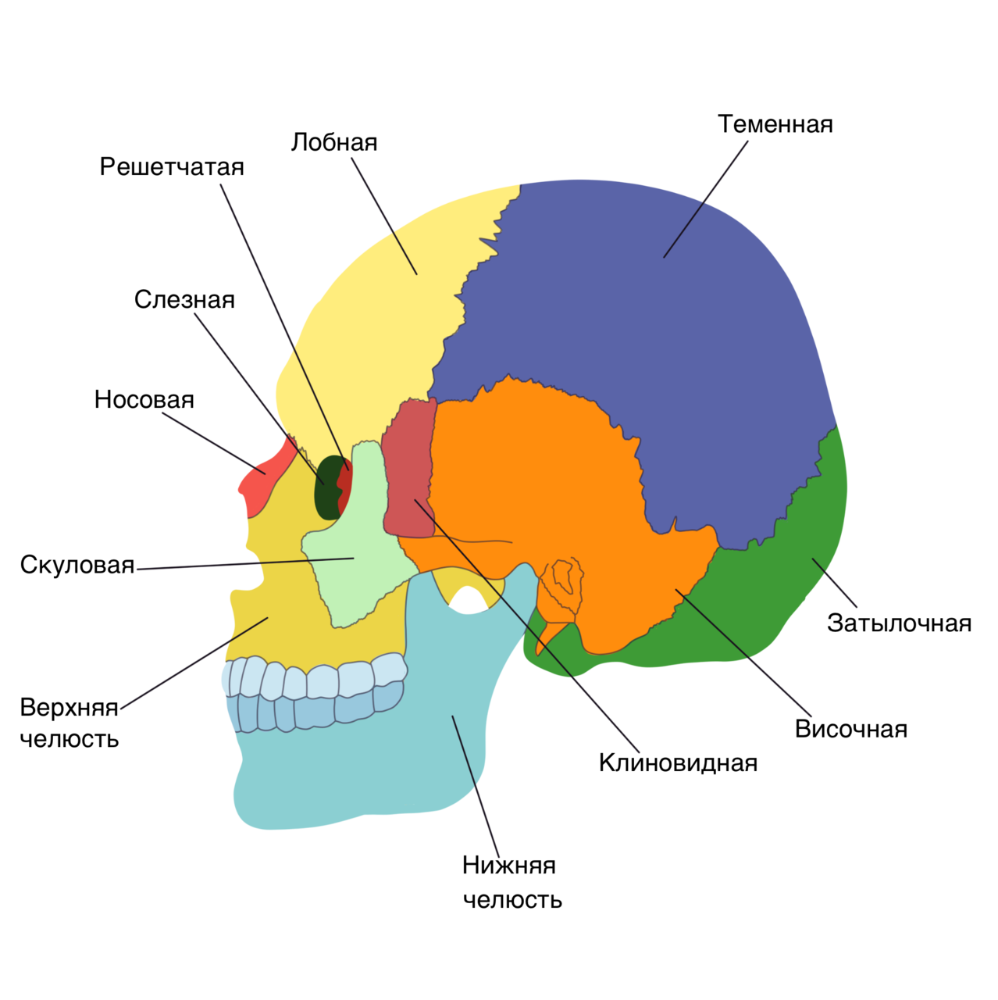 Теменная
Лобная
Решетчатая
Слезная
Носовая
Скуловая
Затылочная
Верхняя
челюсть
Височная
Клиновидная
Нижняя
челюсть